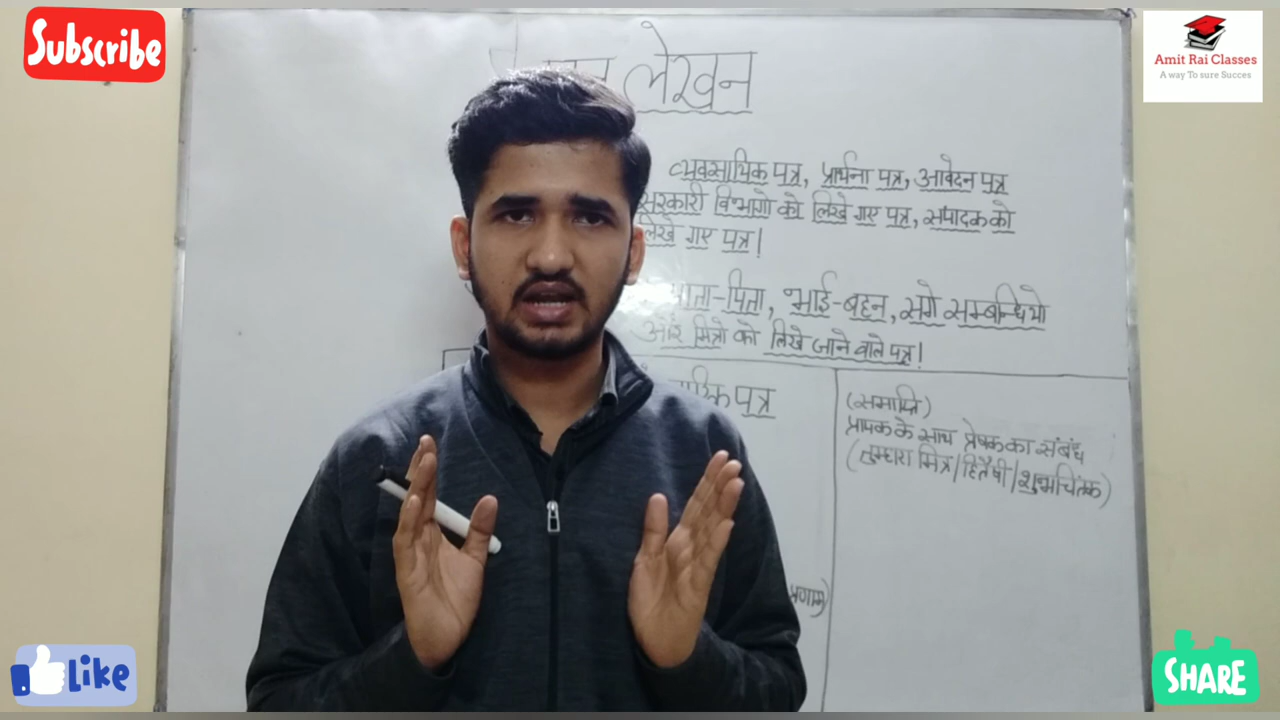 Subscribe
Amit Rai Classes
A way To sure Succes
लेखन
व्यवसायिक पत्र, प्रार्थना पत्र, आवेदन पत्र
सरकारी विभागो को लिखे गए पत्र, संपादक को
लिखे गए पत्र!
माता-पिता, भाई-बहन, सगे सम्बन्धियो
और मित्रो को लिखे जाने वाले पत्र!
पत्र
(समाप्ति)
प्रापक के साथ प्रेषक का संबंध
(तुम्हारा मित्र/हितैषी/शुभचिंतक)
प्रणाम)
Like
SHARE